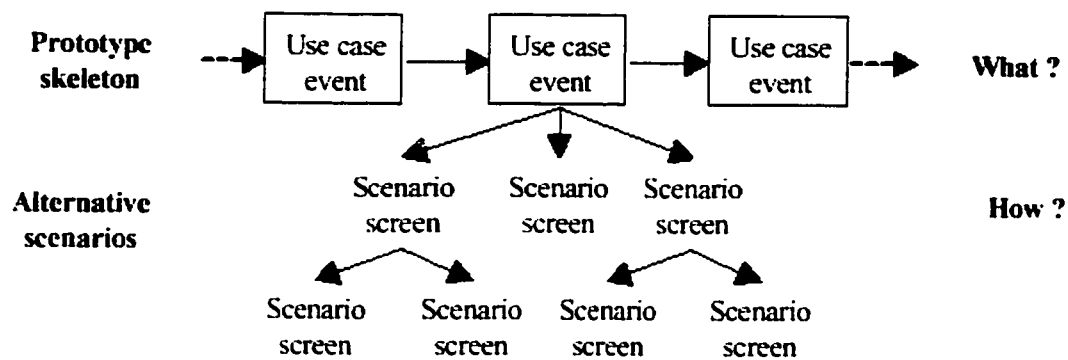 Prototype
skeleton
Use case
event
Use case
event
Use case
event
What ?
Alternative
scenarios
Scenario
screen
Scenario
screen
Scenario
screen
How ?
Scenario
screen
Scenario
screen
Scenario
screen
Scenario
screen